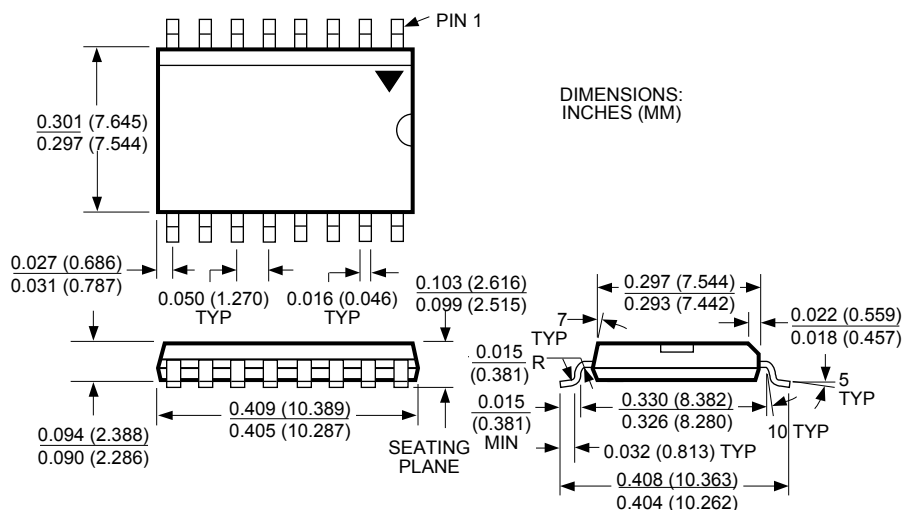 PIN 1
DIMENSIONS:
INCHES (MM)
0.301 (7.645)
0.297 (7.544)
0.027 (0.686)
0.031 (0.787)
0.050 (1.270)
TYP
0.016 (0.046)
TYP
0.103 (2.616)
0.099 (2.515)
0.297 (7.544)
0.293 (7.442)
0.022 (0.559)
0.018 (0.457)
7
TYP
0.015
(0.381)
R
5
TYP
0.094 (2.388)
0.090 (2.286)
0.409 (10.389)
0.405 (10.287)
SEATING
PLANE
0.015
(0.381)
MIN
0.330 (8.382)
0.326 (8.280)
10 TYP
0.032 (0.813) TYP
0.408 (10.363)
0.404 (10.262)